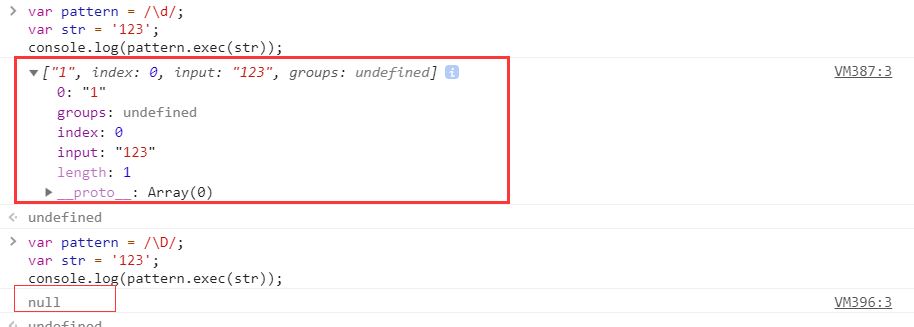 > var pattern = /\d/;
var str = '123';
console.log(pattern.exec(str));
▼["1", index: 0, input: "123", groups: undefined] i VM387:3
0: "1"
groups: undefined
index: 0
input: "123"
length: 1
▶ __proto__: Array(0)
undefined
> var pattern = /\D/;
var str = '123';
console.log(pattern.exec(str));
null VM396:3
undefined